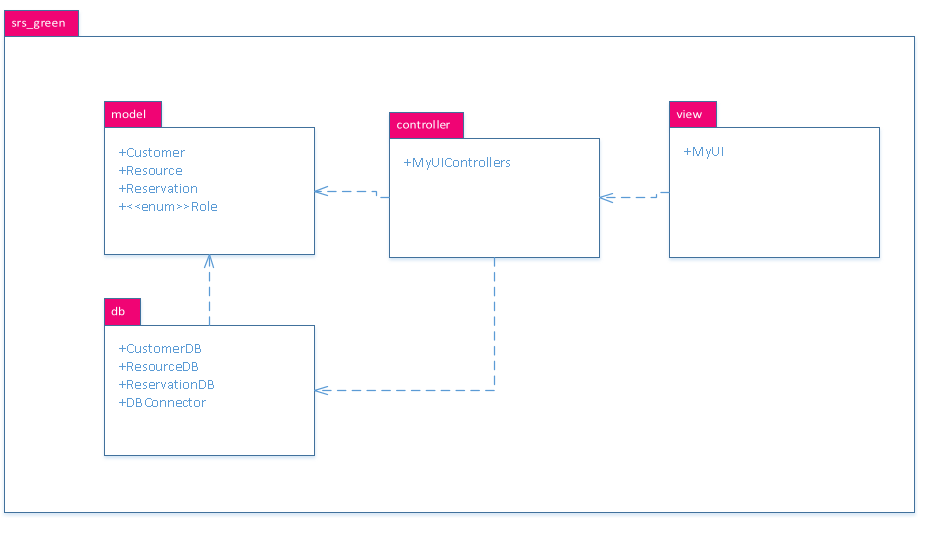 srs_green
model
+Customer
+Resource
+Reservation
+<<enum>>Role
controller
+MyUIControllers
view
+MyUI
db
+CustomerDB
+ResourceDB
+ReservationDB
+DBConnector